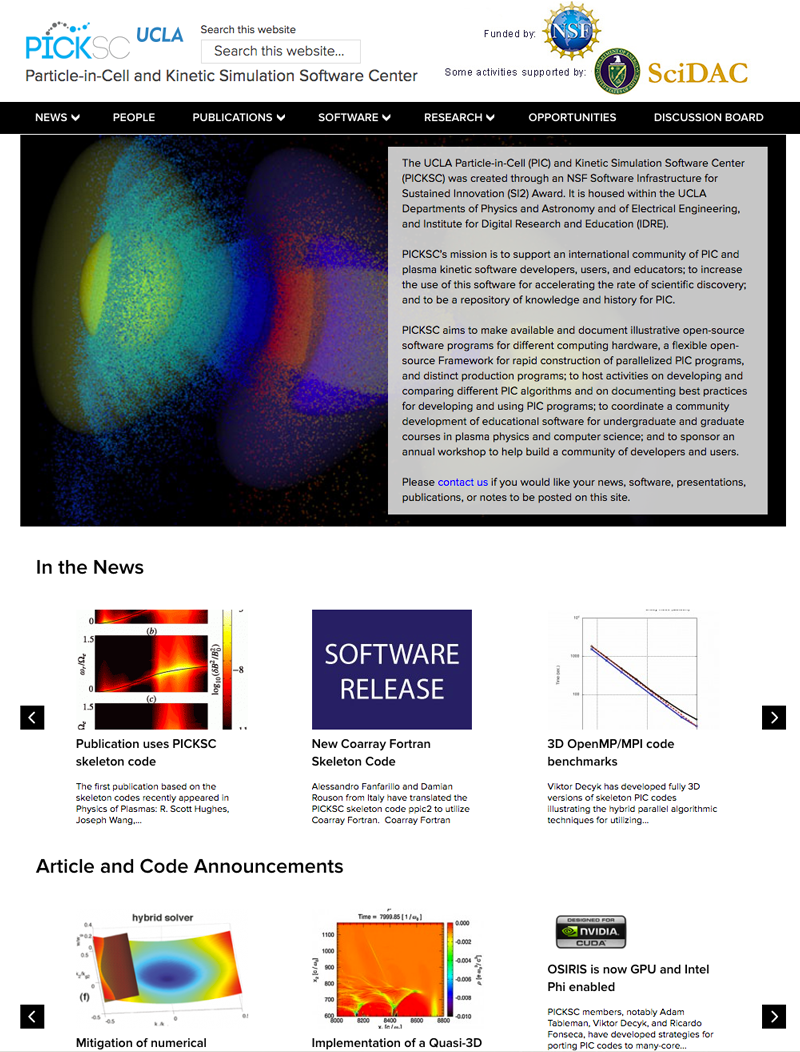 PICKSC UCLA
Search this website
Search this website...
Particle-in-Cell and Kinetic Simulation Software Center
Funded by:
NSF
Some activities supported by:
SciDAC
NEWS
PEOPLE
PUBLICATIONS
SOFTWARE
RESEARCH
OPPORTUNITIES
DISCUSSION BOARD
The UCLA Particle-in-Cell (PIC) and Kinetic Simulation Software Center
(PICKSC) was created through an NSF Software Infrastructure for
Sustained Innovation (SI2) Award. It is housed within the UCLA
Departments of Physics and Astronomy and of Electrical Engineering,
and Institute for Digital Research and Education (IDRE).
PICKSC's mission is to support an international community of PIC and
plasma kinetic software developers, users, and educators; to increase
the use of this software for accelerating the rate of scientific discovery;
and to be a repository of knowledge and history for PIC.
PICKSC aims to make available and document illustrative open-source
software programs for different computing hardware, a flexible open-
source Framework for rapid construction of parallelized PIC programs,
and distinct production programs; to host activities on developing and
comparing different PIC algorithms and on documenting best practices
for developing and using PIC programs; to coordinate a community
development of educational software for undergraduate and graduate
courses in plasma physics and computer science; and to sponsor an
annual workshop to help build a community of developers and users.
Please contact us if you would like your news, software, presentations,
publications, or notes to be posted on this site.
In the News
0
(b)
1.5
0
(c)
1.5
-8
SOFTWARE
RELEASE
Publication uses PICKSC
skeleton code
The first publication based on the
skeleton codes recently appeared in
Physics of Plasmas: R. Scott Hughes,
Joseph Wang,...
New Coarray Fortran
Skeleton Code
Alessandro Fanfarillo and Damian
Rouson from Italy have translated the
PICKSC skeleton code ppic2 to utilize
Coarray Fortran. Coarray Fortran
3D OpenMP/MPI code
benchmarks
Viktor Decyk has developed fully 3D
versions of skeleton PIC codes
illustrating the hybrid parallel algorithmic
techniques for utilizing...
Article and Code Announcements
hybrid solver
(f)
Mitigation of numerical
Time = 7999.85 [ 1 / ω₀ ]
0.000
-0.002
-0.004
-0.006
-0.008
-0.010
1100
1000
900
800
700
600
8000 8200 8400 8600 8800
Implementation of a Quasi-3D
DESIGNED FOR
NVIDIA.
CUDA
OSIRIS is now GPU and Intel
Phi enabled
PICKSC members, notably Adam
Tableman, Viktor Decyk, and Ricardo
Fonseca, have developed strategies for
porting PIC codes to many-core...